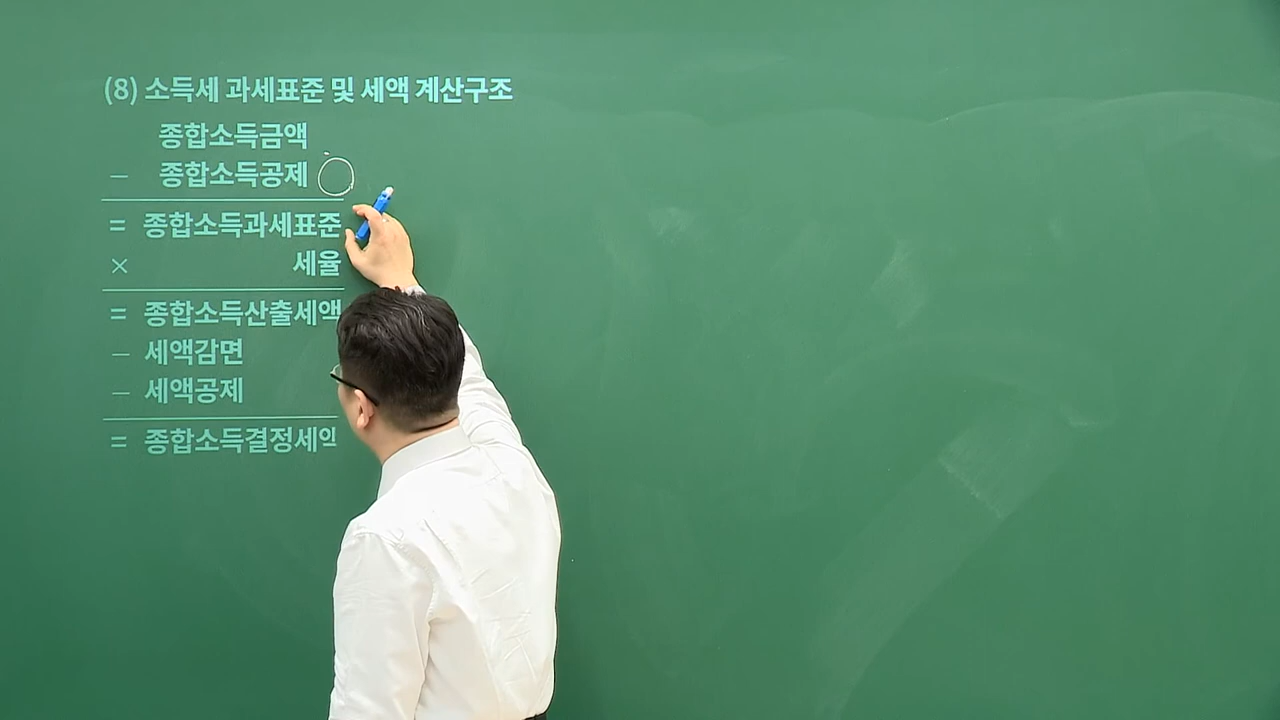 (8) 소득세 과세표준 및 세액 계산구조
종합소득금액
- 종합소득공제
= 종합소득과세표준
× 세율
= 종합소득산출세액
- 세액감면
- 세액공제
= 종합소득결정세